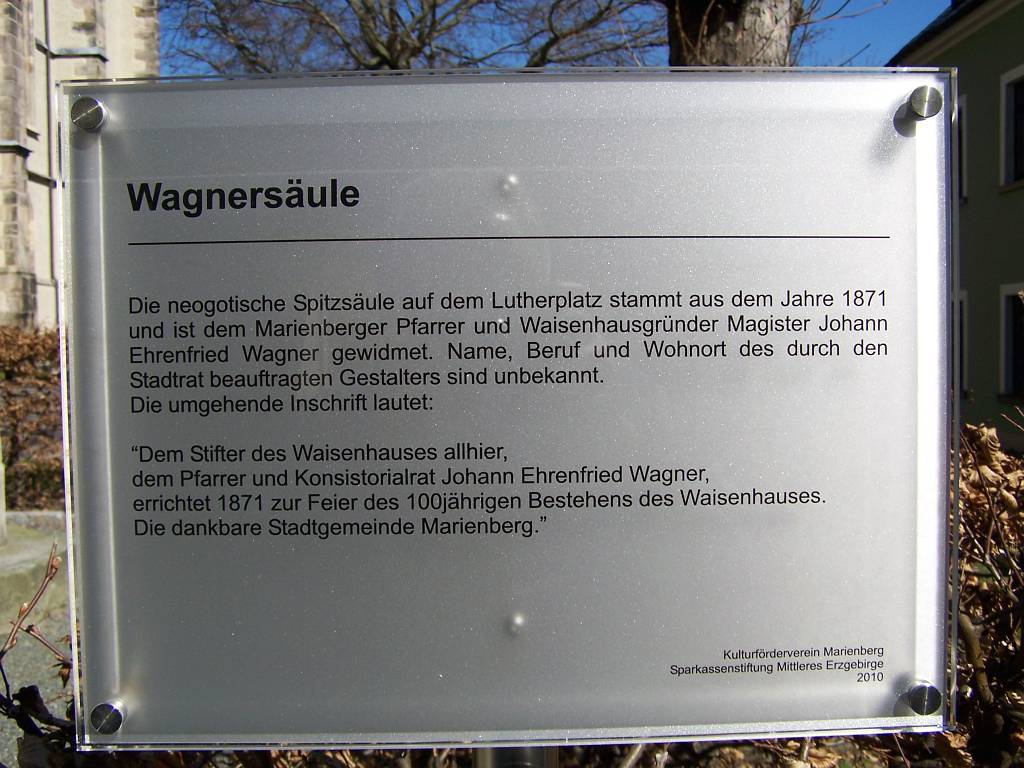 Wagnersäule
Die neogotische Spitzsäule auf dem Lutherplatz stammt aus dem Jahre 1871
und ist dem Marienberger Pfarrer und Waisenhausgründer Magister Johann
Ehrenfried Wagner gewidmet. Name, Beruf und Wohnort des durch den
Stadtrat beauftragten Gestalters sind unbekannt.
Die umgehende Inschrift lautet:
“Dem Stifter des Waisenhauses allhier,
dem Pfarrer und Konsistorialrat Johann Ehrenfried Wagner,
errichtet 1871 zur Feier des 100jährigen Bestehens des Waisenhauses.
Die dankbare Stadtgemeinde Marienberg.”
Kulturförderverein Marienberg
Sparkassenstiftung Mittleres Erzgebirge
2010